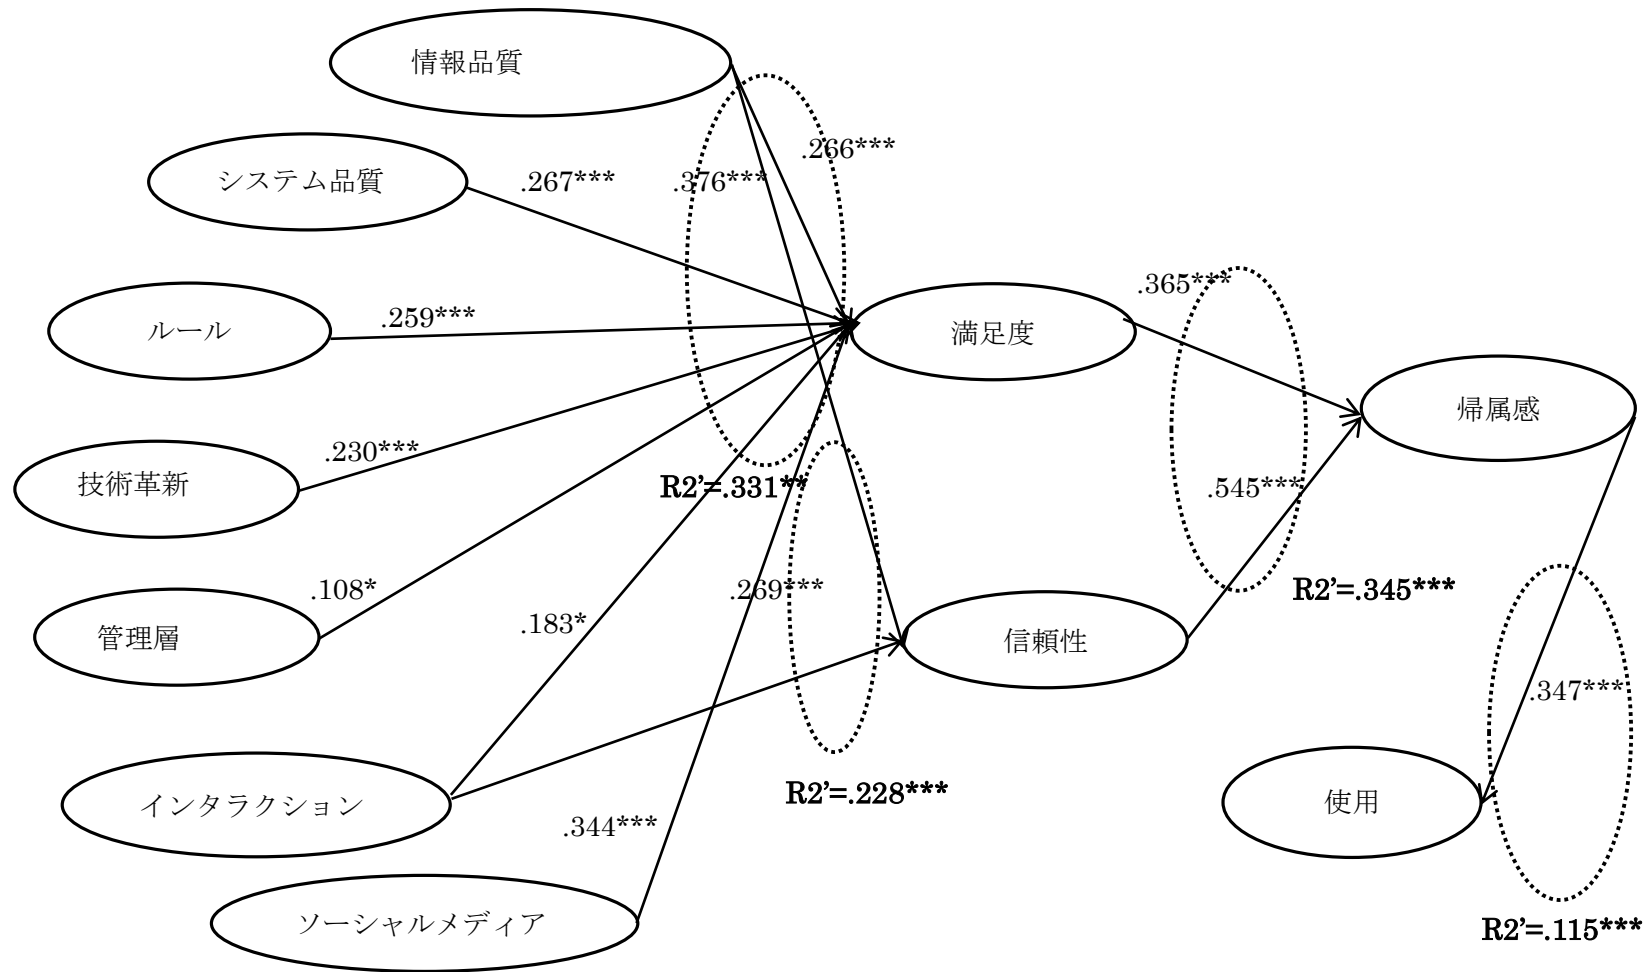 情報品質
.266***
システム品質
.267***
.376***
.365***
ルール
.259***
満足度
帰属感
.230***
技術革新
R2'=.331**
.545***
.108*
.269***
R2'=.345***
管理層
.183*
信頼性
.347***
インタラクション
R2'=.228***
使用
.344***
ソーシャルメディア
R2'=.115***